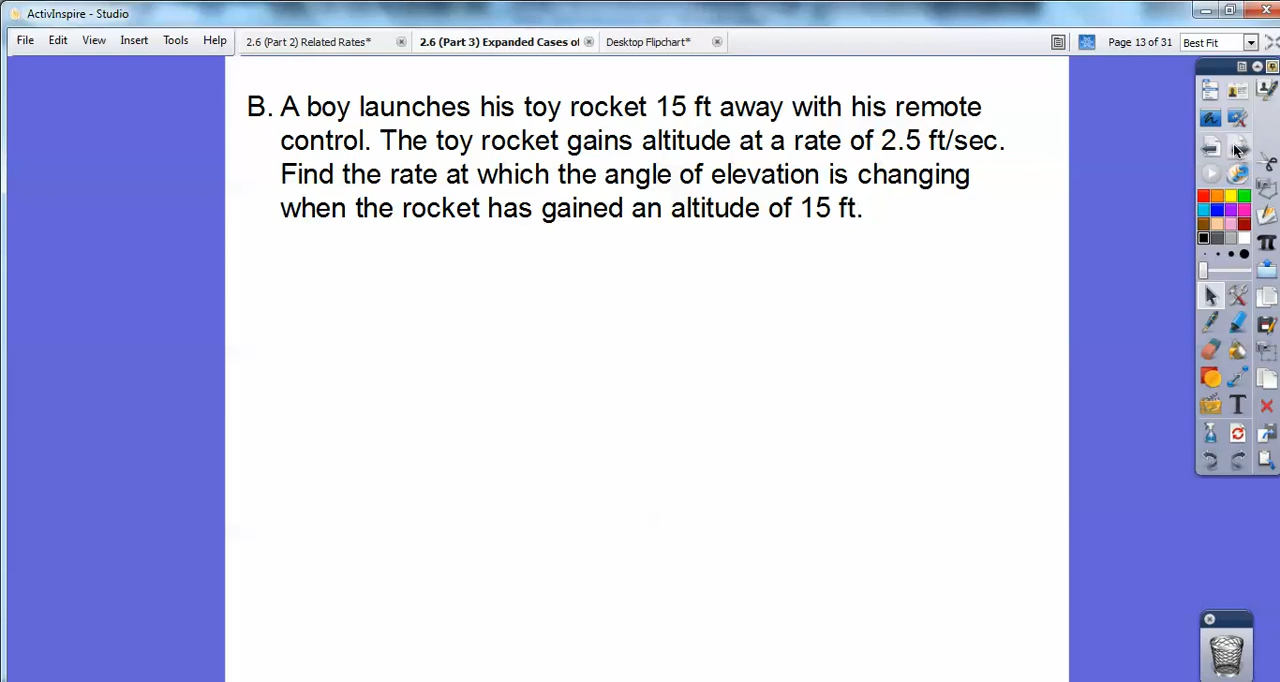 ActivInspire - Studio
File Edit View Insert Tools Help 2.6 (Part 2) Related Rates* 2.6 (Part 3) Expanded Cases of Desktop Flipchart* Page 13 of 31 Best Fit
B. A boy launches his toy rocket 15 ft away with his remote
control. The toy rocket gains altitude at a rate of 2.5 ft/sec.
Find the rate at which the angle of elevation is changing
when the rocket has gained an altitude of 15 ft.